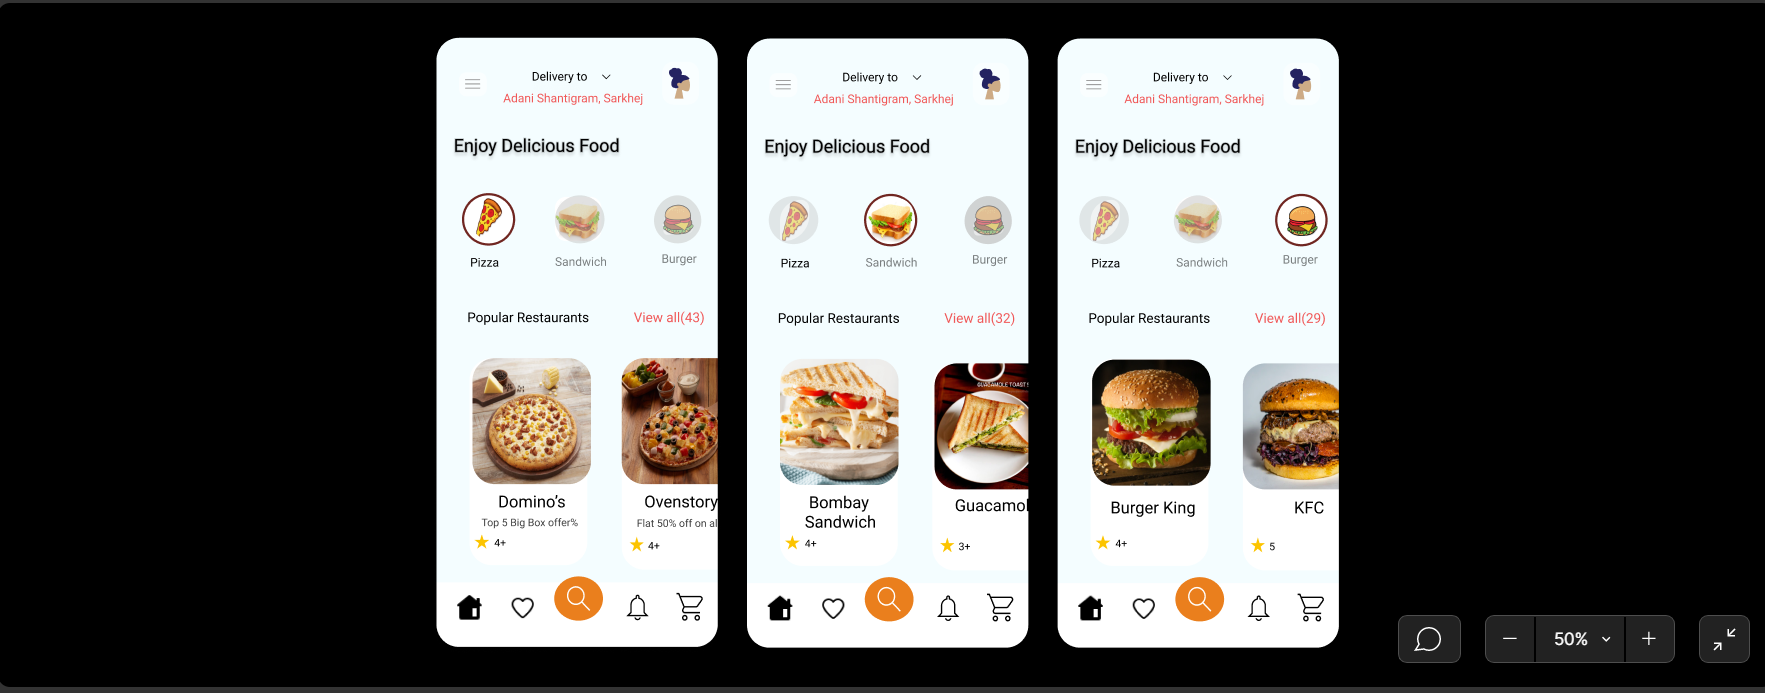 Delivery to
Adani Shantigram, Sarkhej
Enjoy Delicious Food
Pizza
Sandwich
Burger
Popular Restaurants
View all(43)
Domino's
Top 5 Big Box offer%
4+
Ovenstory
Flat 50% off on al
4+
Delivery to
Adani Shantigram, Sarkhej
Enjoy Delicious Food
Pizza
Sandwich
Burger
Popular Restaurants
View all(32)
Bombay
Sandwich
4+
GUACAMOLE TOAST
Guacamol
3+
Delivery to
Adani Shantigram, Sarkhej
Enjoy Delicious Food
Pizza
Sandwich
Burger
Popular Restaurants
View all(29)
Burger King
4+
KFC
5
50%